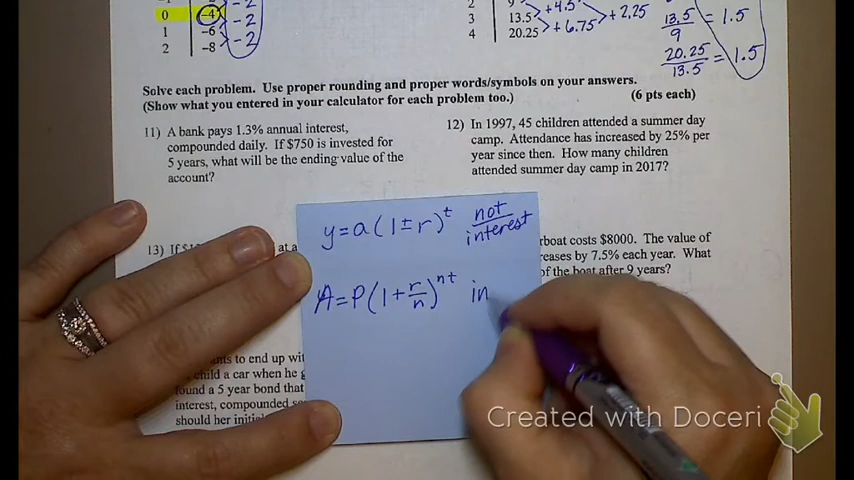 -2
0 -4 -2
1 -6 -2
2 -8
2 9 +4.5 +2.25
3 13.5 +6.75
4 20.25
13.5/9 = 1.5
20.25/13.5 = 1.5
Solve each problem. Use proper rounding and proper words/symbols on your answers.
(Show what you entered in your calculator for each problem too.) (6 pts each)
11) A bank pays 1.3% annual interest,
compounded daily. If $750 is invested for
5 years, what will be the ending value of the
account?
12) In 1997, 45 children attended a summer day
camp. Attendance has increased by 25% per
year since then. How many children
attended summer day camp in 2017?
y=a(1±r)^t not interest
A=P(1+r/n)^nt in
13) If at a
boat costs $8000. The value of
by 7.5% each year. What
of the boat after 9 years?
to end up
child a car when he
found a 5 year bond that
interest, compounded
should her
Created with Doceri